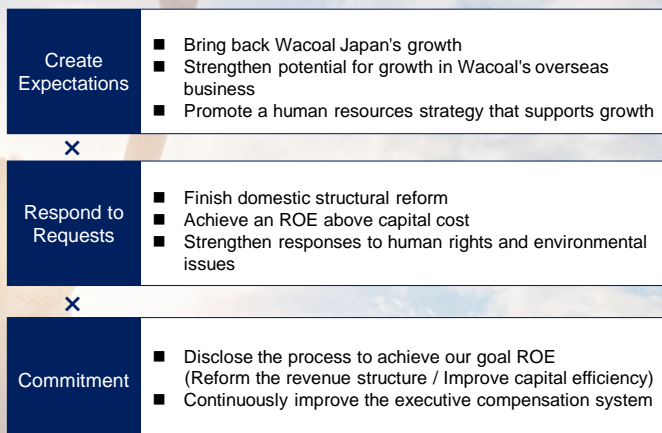 Create
Expectations
■ Bring back Wacoal Japan's growth
■ Strengthen potential for growth in Wacoal's overseas
business
■ Promote a human resources strategy that supports growth
×
Respond to
Requests
■ Finish domestic structural reform
■ Achieve an ROE above capital cost
■ Strengthen responses to human rights and environmental
issues
×
Commitment
■ Disclose the process to achieve our goal ROE
(Reform the revenue structure / Improve capital efficiency)
■ Continuously improve the executive compensation system